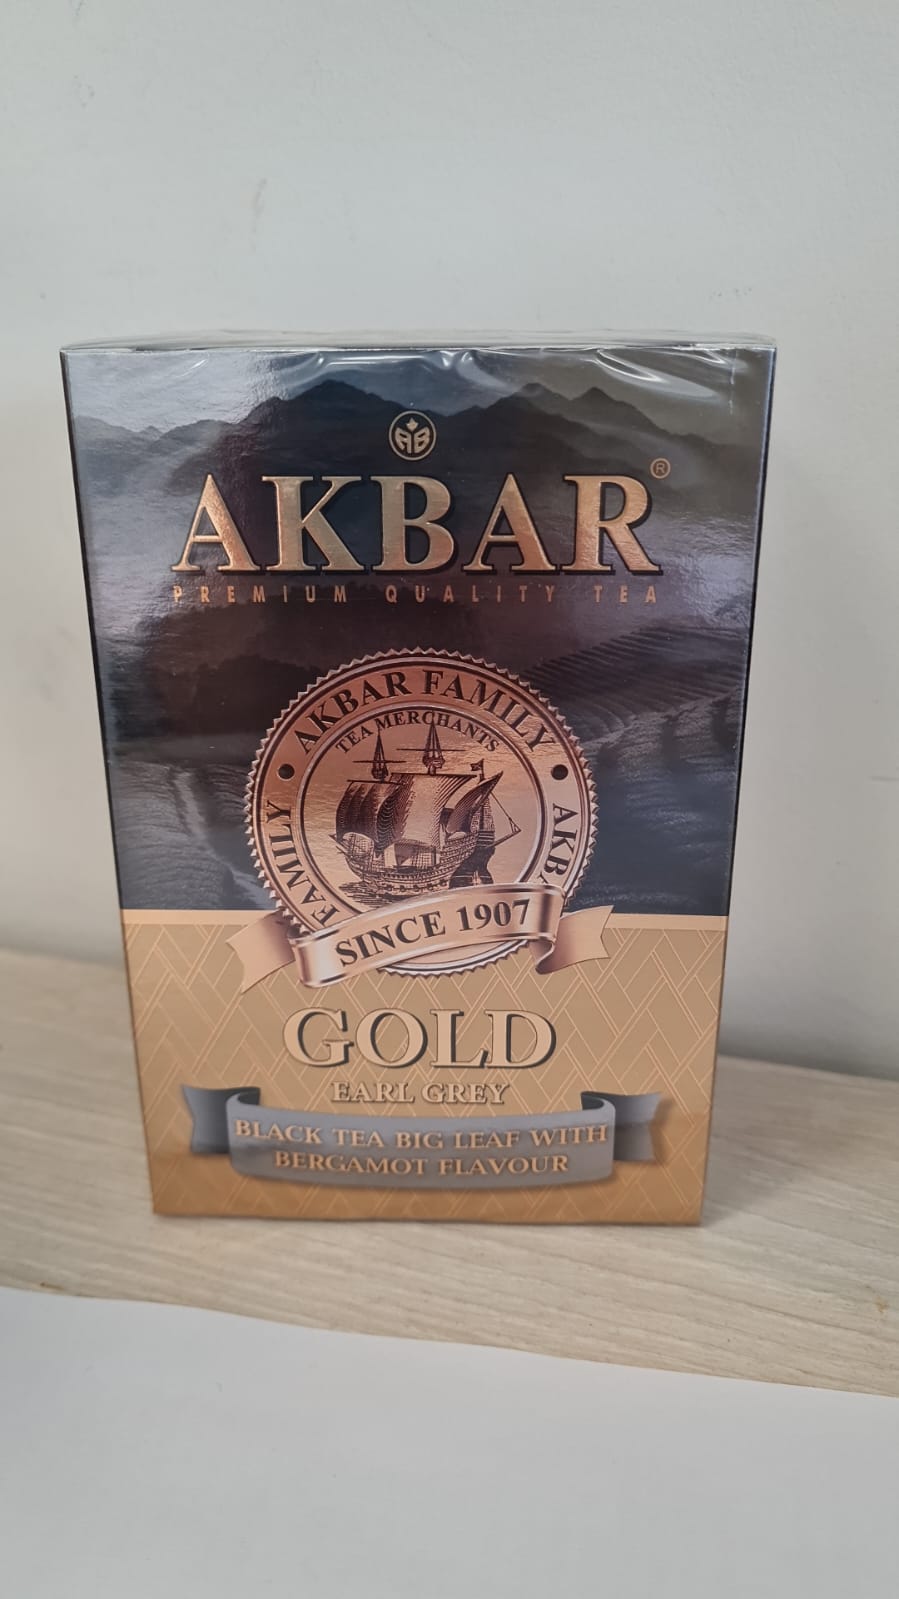 AB
AKBAR®
PREMIUM QUALITY TEA
AKBAR FAMILY
TEA MERCHANTS
FAMILY
AKBA
SINCE 1907
GOLD
EARL GREY
BLACK TEA BIG LEAF WITH
BERGAMOT FLAVOUR